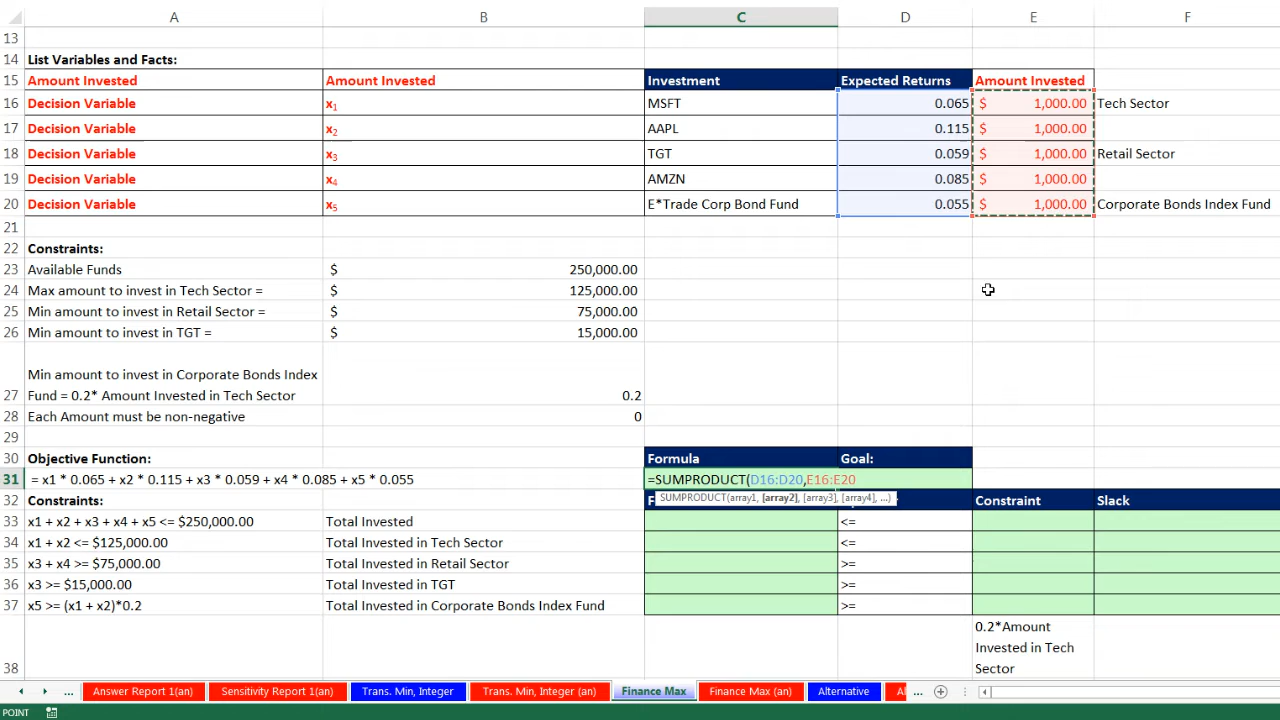 A B C D E F
13
14 List Variables and Facts:
15 Amount Invested Amount Invested Investment Expected Returns Amount Invested
16 Decision Variable x1 MSFT 0.065 $ 1,000.00 Tech Sector
17 Decision Variable x2 AAPL 0.115 $ 1,000.00
18 Decision Variable x3 TGT 0.059 $ 1,000.00 Retail Sector
19 Decision Variable x4 AMZN 0.085 $ 1,000.00
20 Decision Variable x5 E*Trade Corp Bond Fund 0.055 $ 1,000.00 Corporate Bonds Index Fund
21
22 Constraints:
23 Available Funds $ 250,000.00
24 Max amount to invest in Tech Sector = $ 125,000.00
25 Min amount to invest in Retail Sector = $ 75,000.00
26 Min amount to invest in TGT = $ 15,000.00
Min amount to invest in Corporate Bonds Index
27 Fund = 0.2* Amount Invested in Tech Sector 0.2
28 Each Amount must be non-negative 0
29
30 Objective Function: Formula Goal:
31 = x1 * 0.065 + x2 * 0.115 + x3 * 0.059 + x4 * 0.085 + x5 * 0.055 =SUMPRODUCT(D16:D20,E16:E20
SUMPRODUCT(array1, [array2], [array3], [array4], ...)
32 Constraints: Constraint Slack
33 x1 + x2 + x3 + x4 + x5 <= $250,000.00 Total Invested <=
34 x1 + x2 <= $125,000.00 Total Invested in Tech Sector <=
35 x3 + x4 >= $75,000.00 Total Invested in Retail Sector >=
36 x3 >= $15,000.00 Total Invested in TGT >=
37 x5 >= (x1 + x2)*0.2 Total Invested in Corporate Bonds Index Fund >=
0.2*Amount
Invested in Tech
38 Sector
... Answer Report 1(an) Sensitivity Report 1(an) Trans. Min, Integer Trans. Min, Integer (an) Finance Max Finance Max (an) Alternative ...
POINT